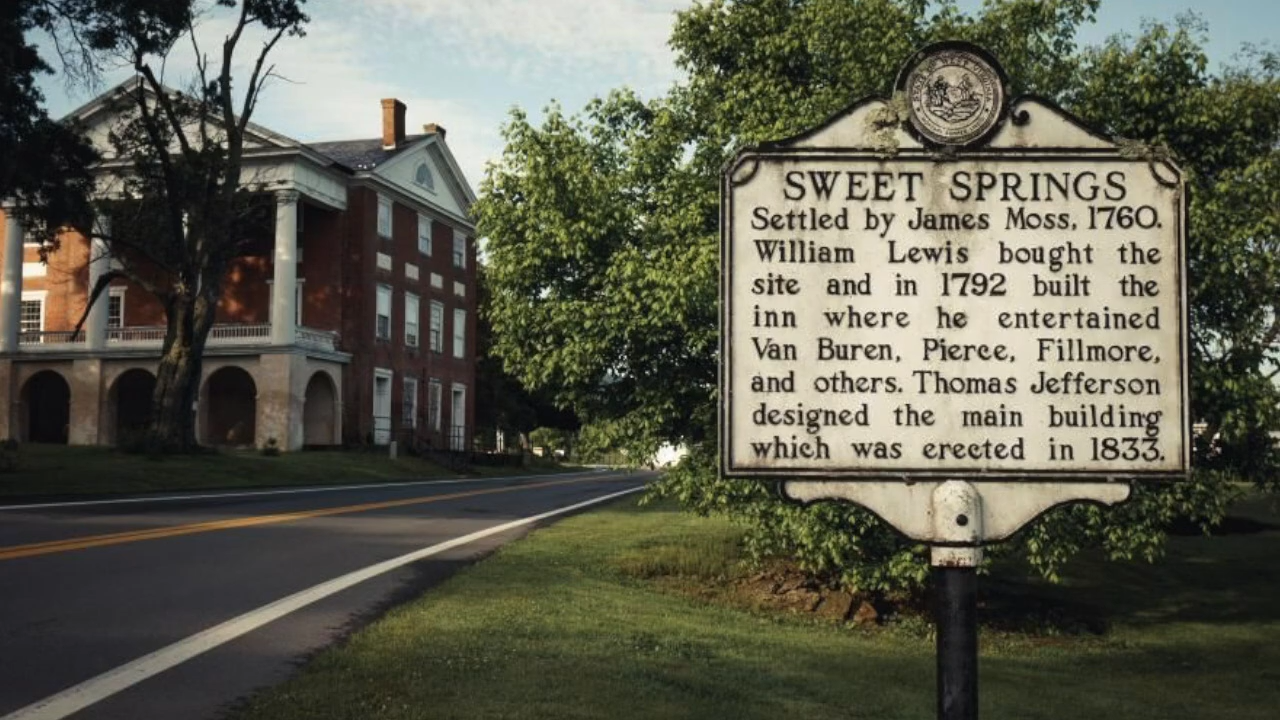 SWEET SPRINGS
Settled by James Moss, 1760.
William Lewis bought the
site and in 1792 built the
inn where he entertained
Van Buren, Pierce, Fillmore,
and others. Thomas Jefferson
designed the main building
which was erected in 1833.